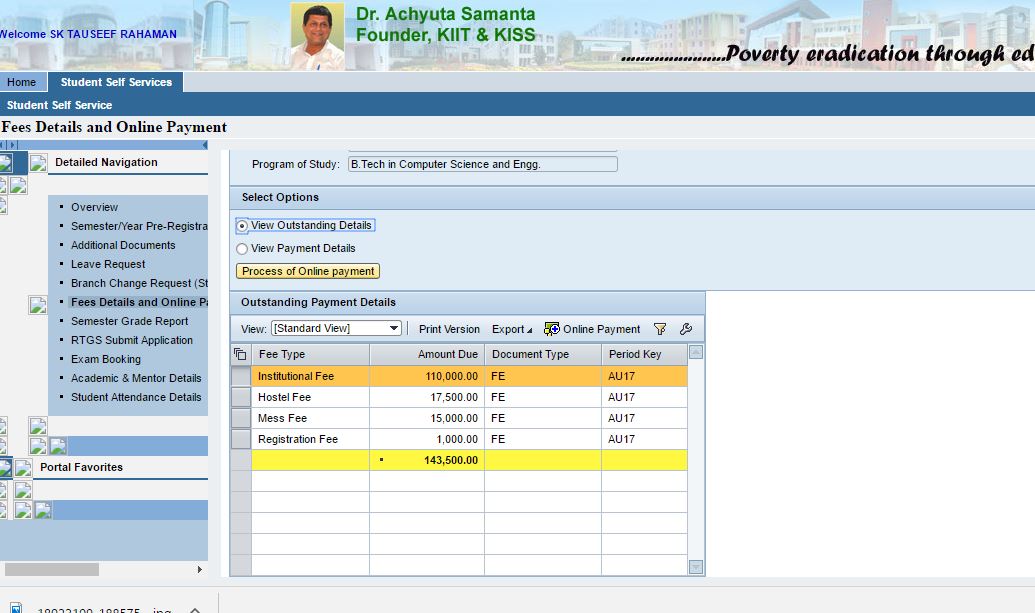 Dr. Achyuta Samanta
Welcome SK TAUSEEF RAHAMAN
Founder, KIIT & KISS
....................Poverty eradication through ed
Home
Student Self Services
Student Self Service
Fees Details and Online Payment
Detailed Navigation
Overview
Semester/Year Pre-Registra
Additional Documents
Leave Request
Branch Change Request (St
Fees Details and Online Pa
Semester Grade Report
RTGS Submit Application
Exam Booking
Academic & Mentor Details
Student Attendance Details
Portal Favorites
Program of Study: B.Tech in Computer Science and Engg.
Select Options
View Outstanding Details
View Payment Details
Process of Online payment
Outstanding Payment Details
View: [Standard View] Print Version Export Online Payment
Fee Type Amount Due Document Type Period Key
Institutional Fee 110,000.00 FE AU17
Hostel Fee 17,500.00 FE AU17
Mess Fee 15,000.00 FE AU17
Registration Fee 1,000.00 FE AU17
143,500.00